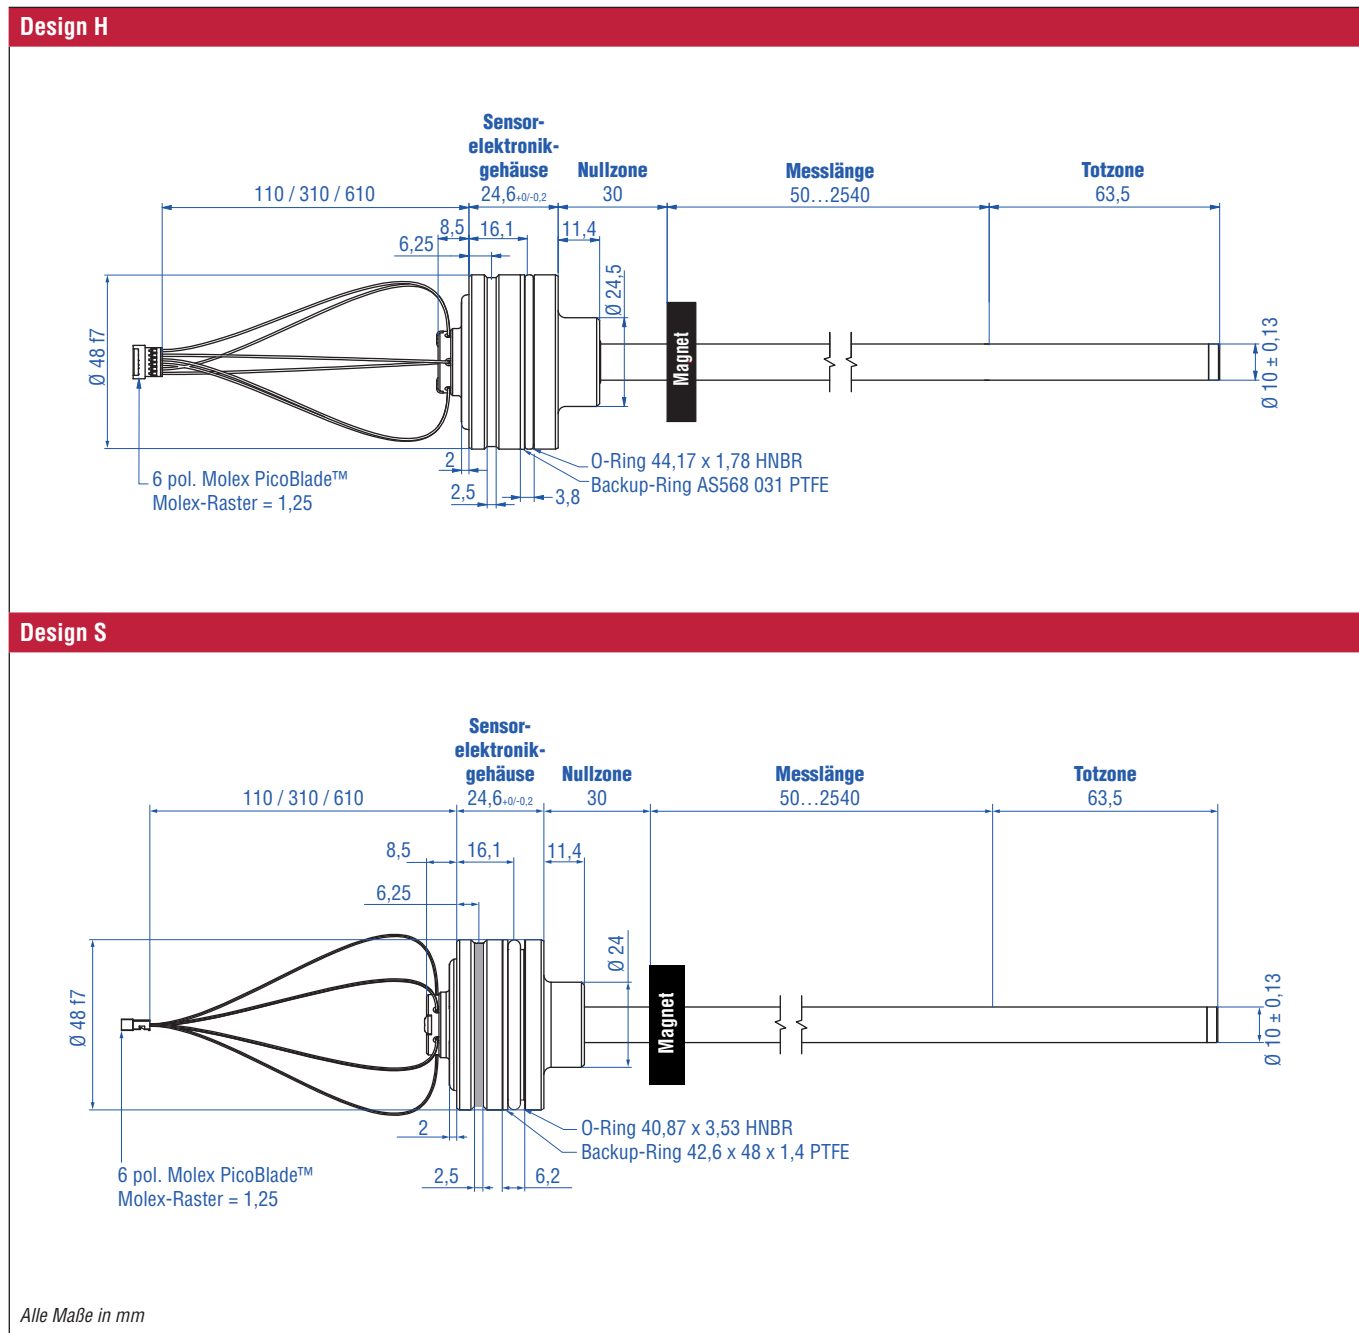 Design H
Sensor-
elektronik-
gehäuse
Nullzone
Messlänge
Totzone
110 / 310 / 610
24,6+0/-0,2
30
50…2540
63,5
8,5
16,1
11,4
6,25
Ø 24,5
Ø 48 f7
Magnet
Ø 10 ± 0,13
2
O-Ring 44,17 x 1,78 HNBR
6 pol. Molex PicoBlade™
Backup-Ring AS568 031 PTFE
Molex-Raster = 1,25
2,5
3,8
Design S
Sensor-
elektronik-
gehäuse
Nullzone
Messlänge
Totzone
110 / 310 / 610
24,6+0/-0,2
30
50…2540
63,5
8,5
16,1
11,4
6,25
Ø 24
Ø 48 f7
Magnet
Ø 10 ± 0,13
2
O-Ring 40,87 x 3,53 HNBR
Backup-Ring 42,6 x 48 x 1,4 PTFE
6 pol. Molex PicoBlade™
Molex-Raster = 1,25
2,5
6,2
Alle Maße in mm